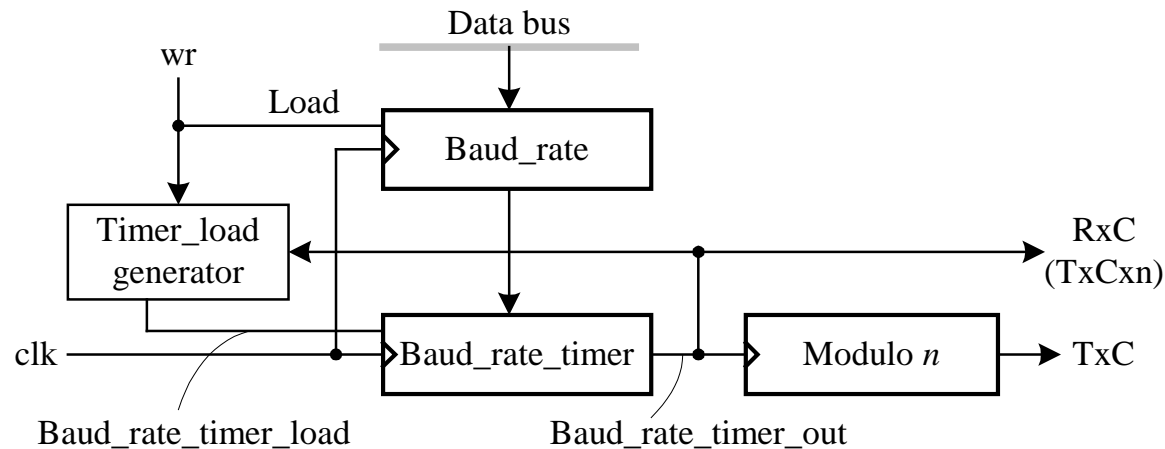 Data bus
wr
Load
Baud_rate
Timer_load
generator
RxC
(TxCxn)
clk
Baud_rate_timer
Modulo n
TxC
Baud_rate_timer_load
Baud_rate_timer_out